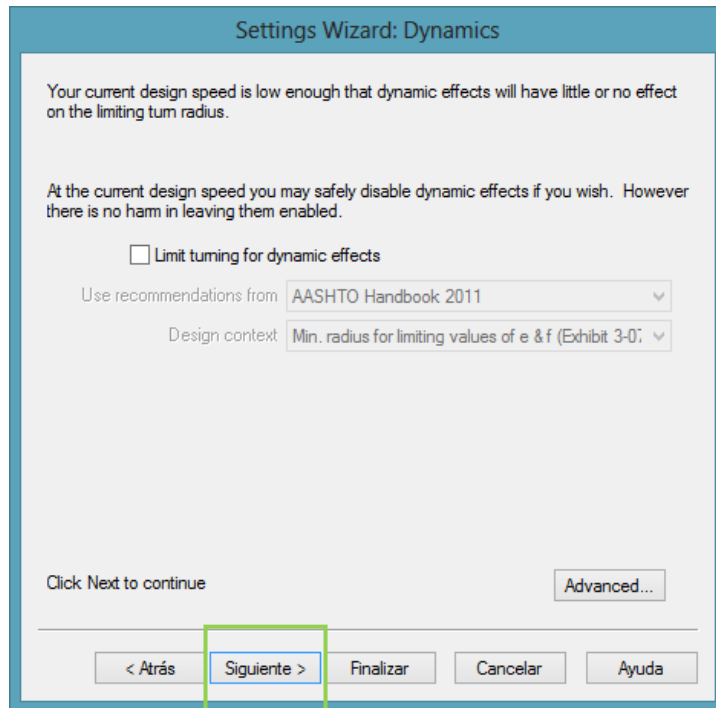 Settings Wizard: Dynamics
Your current design speed is low enough that dynamic effects will have little or no effect
on the limiting turn radius.
At the current design speed you may safely disable dynamic effects if you wish. However
there is no harm in leaving them enabled.
Limit turning for dynamic effects
Use recommendations from AASHTO Handbook 2011
Design context Min. radius for limiting values of e & f (Exhibit 3-07
Click Next to continue
Advanced...
< Atrás Siguiente > Finalizar Cancelar Ayuda